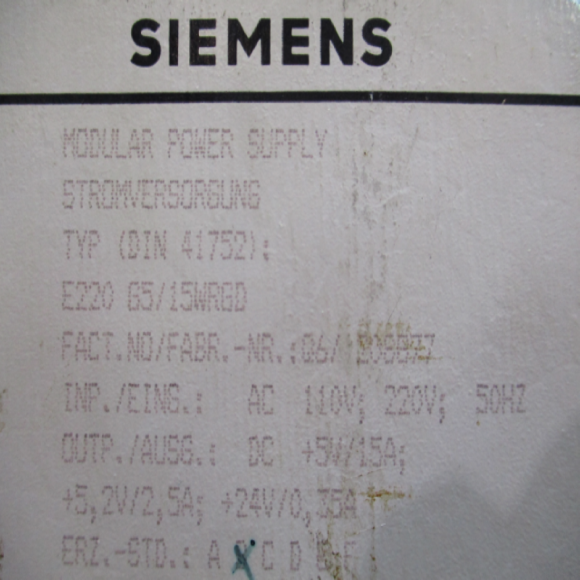 SIEMENS
MODULAR POWER SUPPLY
STROMVERSORGUNG
TYP (DIN 41752):
E220 G5/15WRGD
FACT.NO/FABR.-NR.:Q6/
INP./EING.: AC 110V; 220V; 50HZ
OUTP./AUSG.: DC +5V/15A;
+5,2V/2,5A; +24V/0,35A
ERZ.-STD.: A C D E F